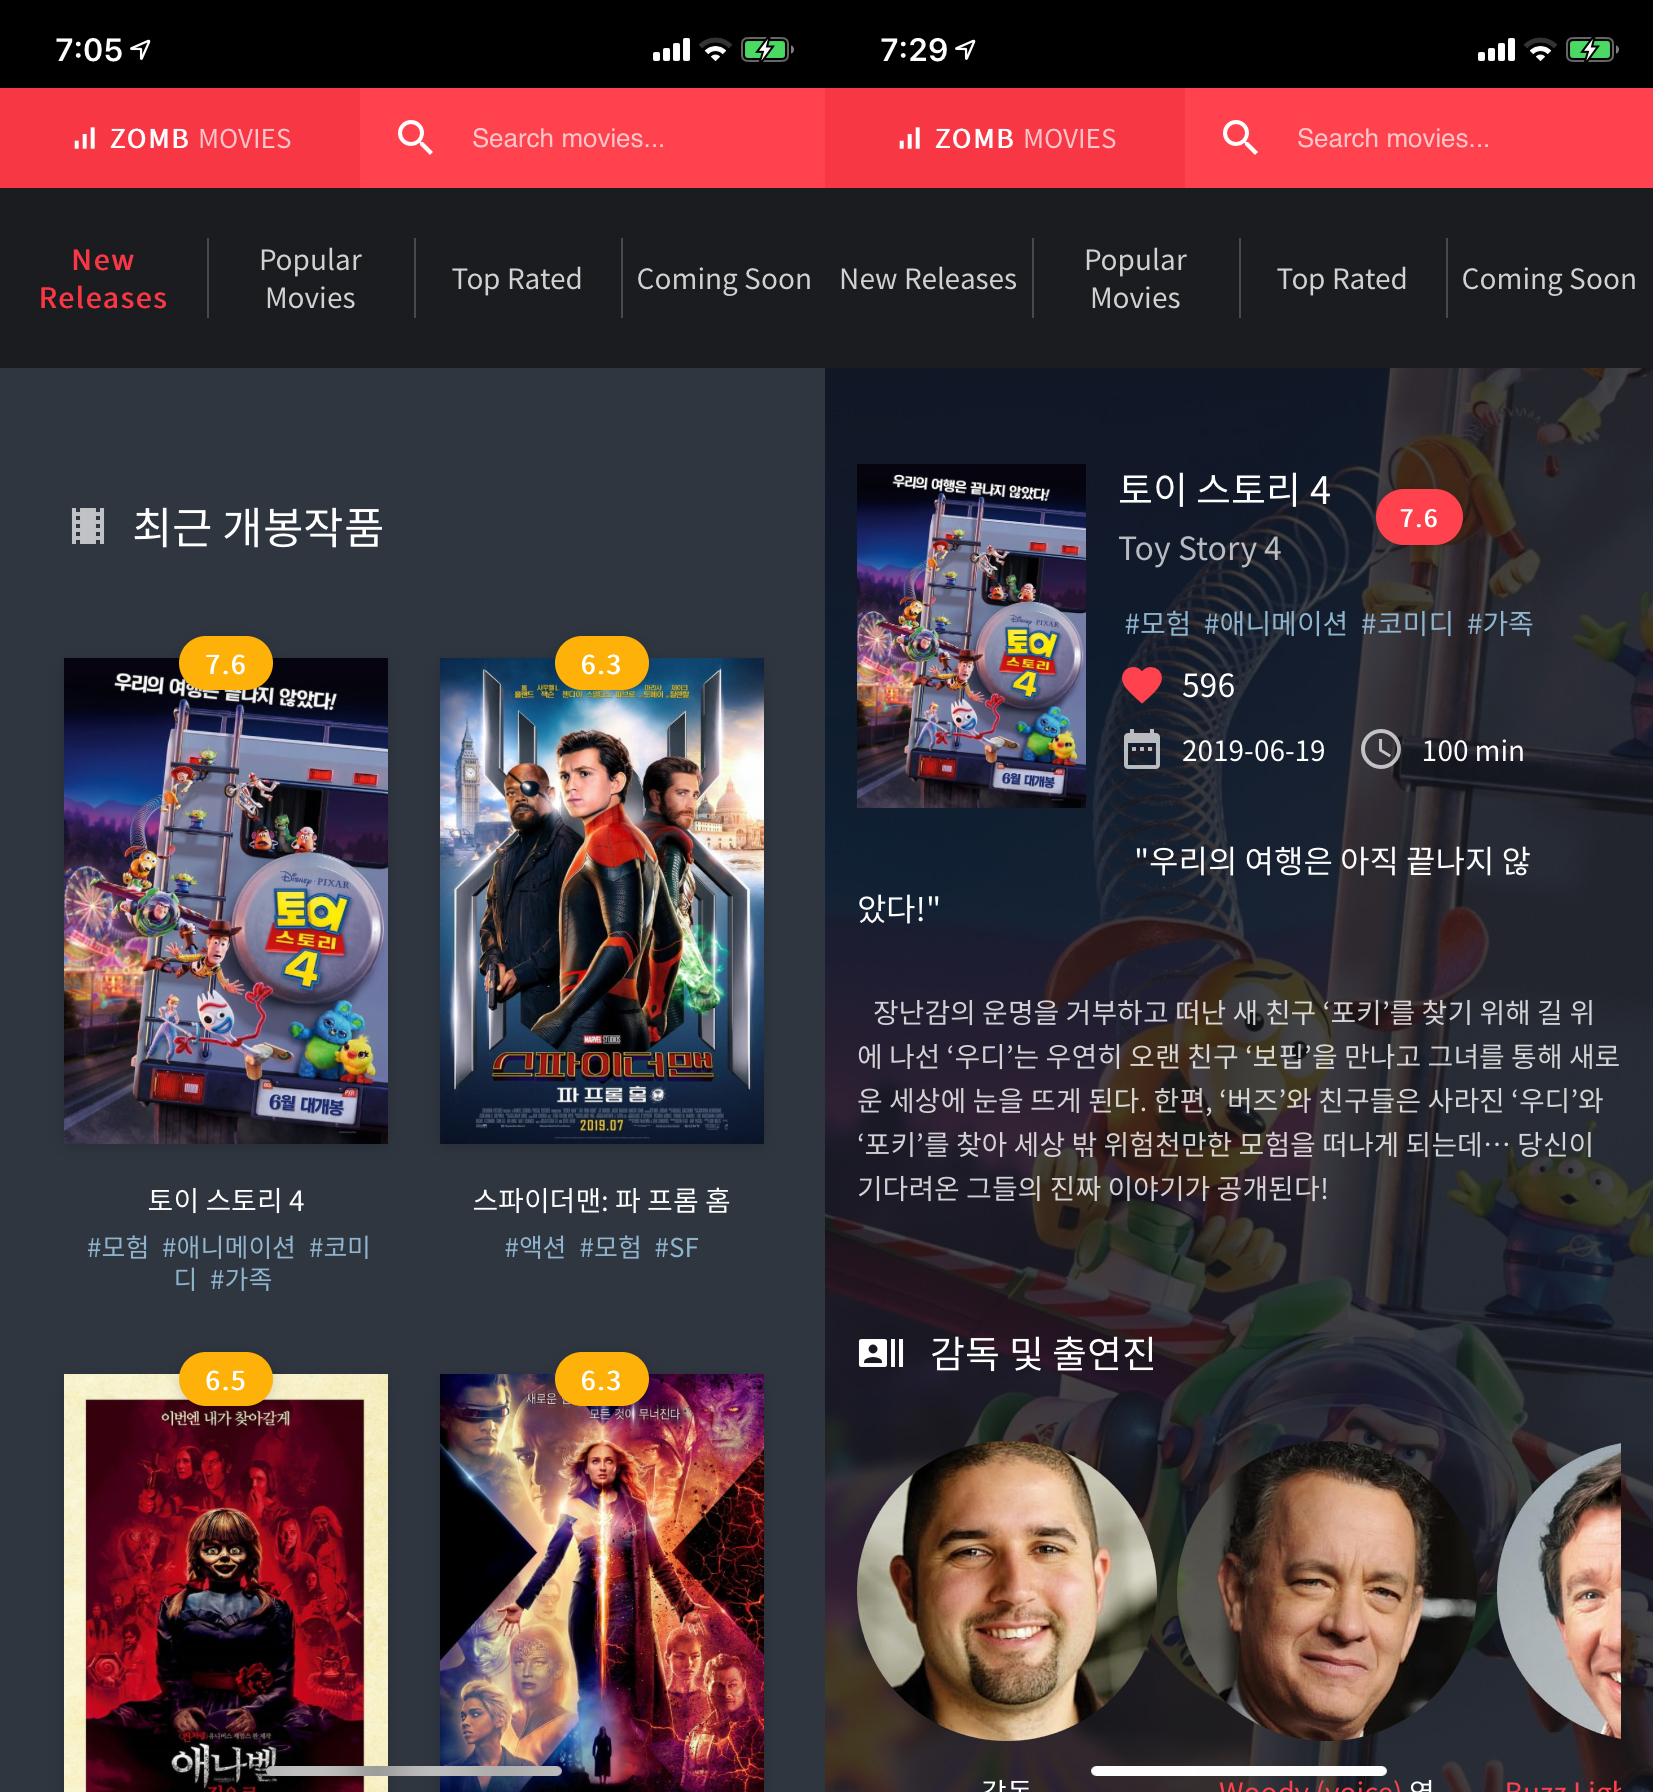 7:05
ZOMB MOVIES
Search movies...
New
Releases
Popular
Movies
Top Rated
Coming Soon
최근 개봉작품
7.6
우리의 여행은 끝나지 않았다!
DISNEY · PIXAR
토이
스토리
4
6월 대개봉
토이 스토리 4
#모험 #애니메이션 #코미
디 #가족
6.3
MARVEL STUDIOS
스파이더맨
파 프롬 홈
2019.07
스파이더맨: 파 프롬 홈
#액션 #모험 #SF
6.5
이번엔 내가 찾아갈게
애나벨
6.3
새로운
모든 것이 무너진다
7:29
ZOMB MOVIES
Search movies...
New Releases
Popular
Movies
Top Rated
Coming Soon
우리의 여행은 끝나지 않았다!
DISNEY · PIXAR
토이
스토리
4
6월 대개봉
토이 스토리 4
7.6
Toy Story 4
#모험 #애니메이션 #코미디 #가족
596
2019-06-19
100 min
"우리의 여행은 아직 끝나지 않
았다!"
장난감의 운명을 거부하고 떠난 새 친구 ‘포키’를 찾기 위해 길 위
에 나선 ‘우디’는 우연히 오랜 친구 ‘보핍’을 만나고 그녀를 통해 새로
운 세상에 눈을 뜨게 된다. 한편, ‘버즈’와 친구들은 사라진 ‘우디’와
‘포키’를 찾아 세상 밖 위험천만한 모험을 떠나게 되는데… 당신이
기다려온 그들의 진짜 이야기가 공개된다!
감독 및 출연진
감독
Woody (voice) 역
Buzz Ligh